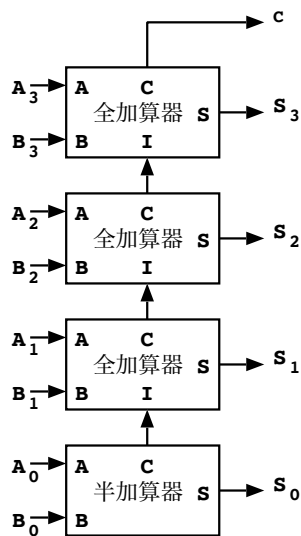 C
A3 A C
全加算器 S S3
B3 B I
A2 A C
全加算器 S S2
B2 B I
A1 A C
全加算器 S S1
B1 B I
A0 A C
半加算器 S S0
B0 B